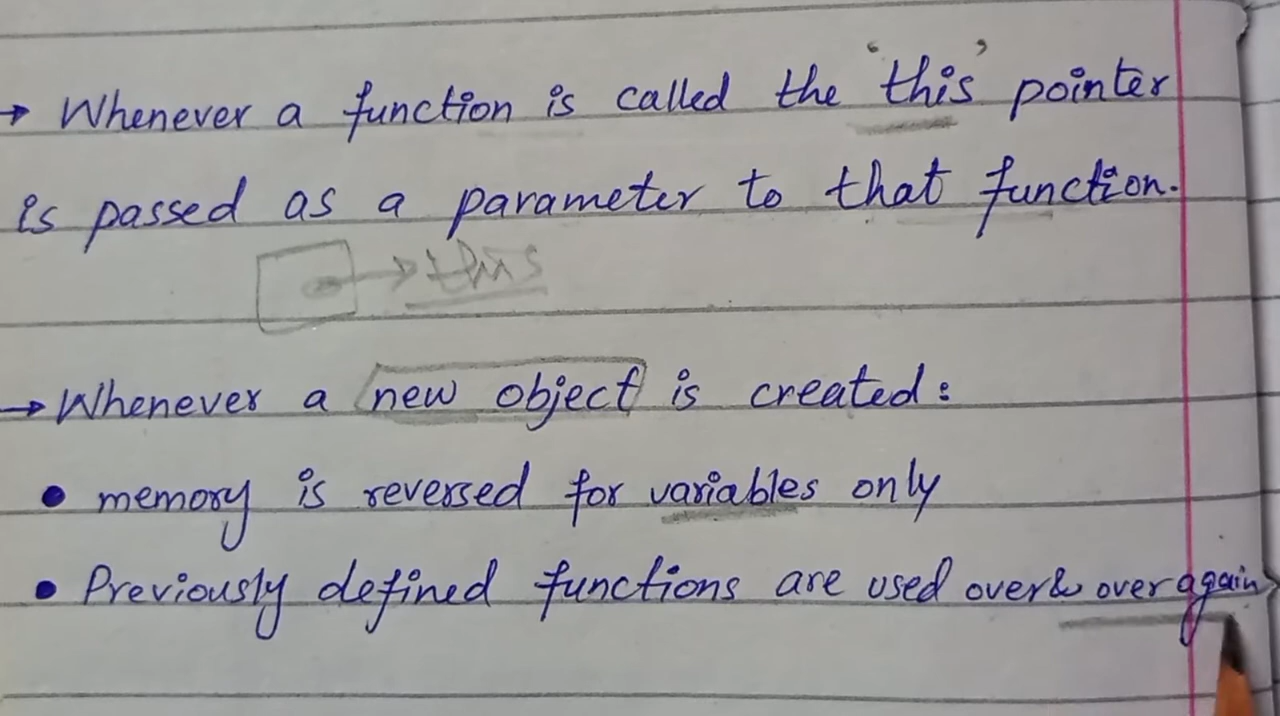 → Whenever a function is called the 'this' pointer
is passed as a parameter to that function.
→ this
→ Whenever a new object is created:
• memory is reversed for variables only
• Previously defined functions are used over & over again